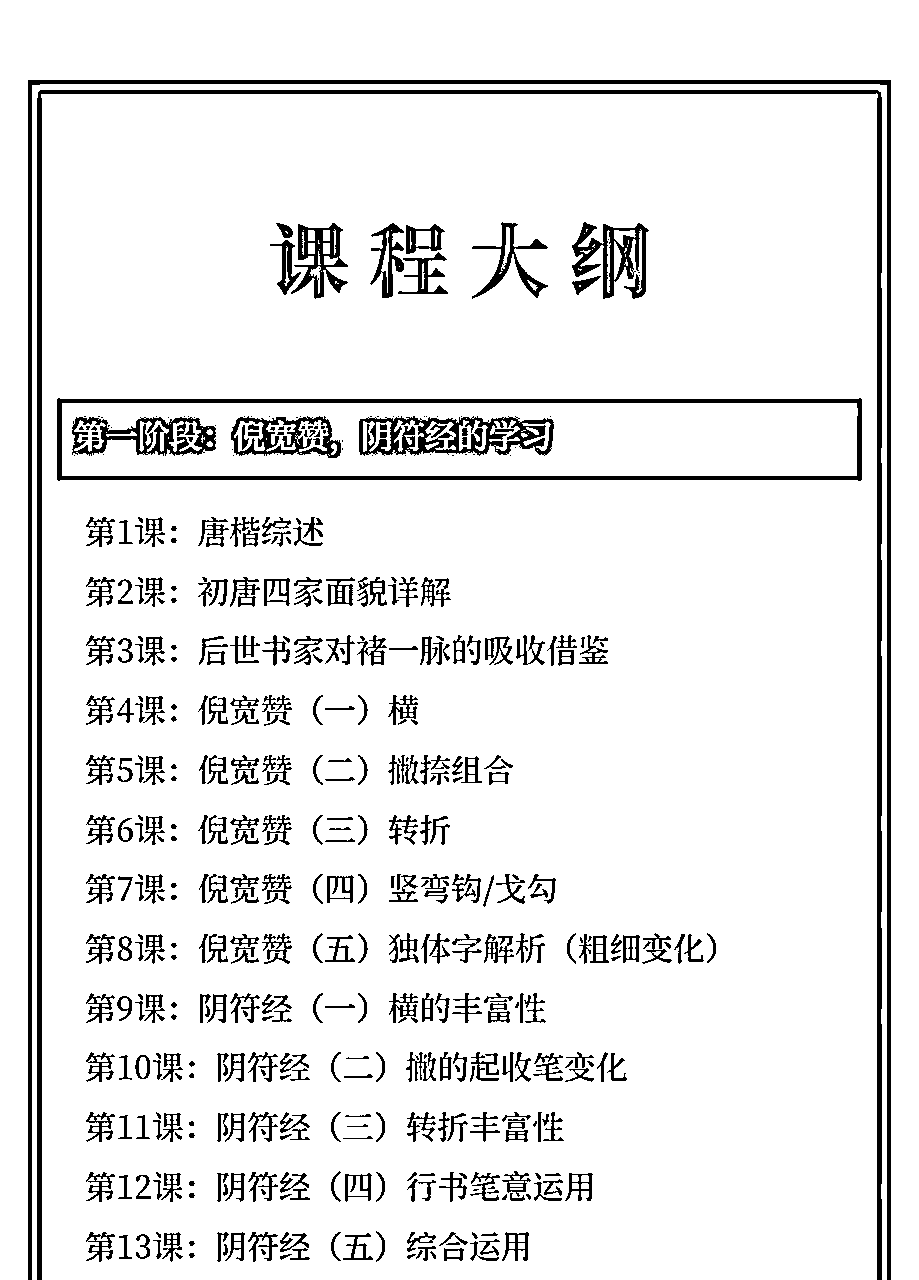 课程大纲
第一阶段：倪宽赞，阴符经的学习
第1课：唐楷综述
第2课：初唐四家面貌详解
第3课：后世书家对褚一脉的吸收借鉴
第4课：倪宽赞（一）横
第5课：倪宽赞（二）撇捺组合
第6课：倪宽赞（三）转折
第7课：倪宽赞（四）竖弯钩/戈勾
第8课：倪宽赞（五）独体字解析（粗细变化）
第9课：阴符经（一）横的丰富性
第10课：阴符经（二）撇的起收笔变化
第11课：阴符经（三）转折丰富性
第12课：阴符经（四）行书笔意运用
第13课：阴符经（五）综合运用